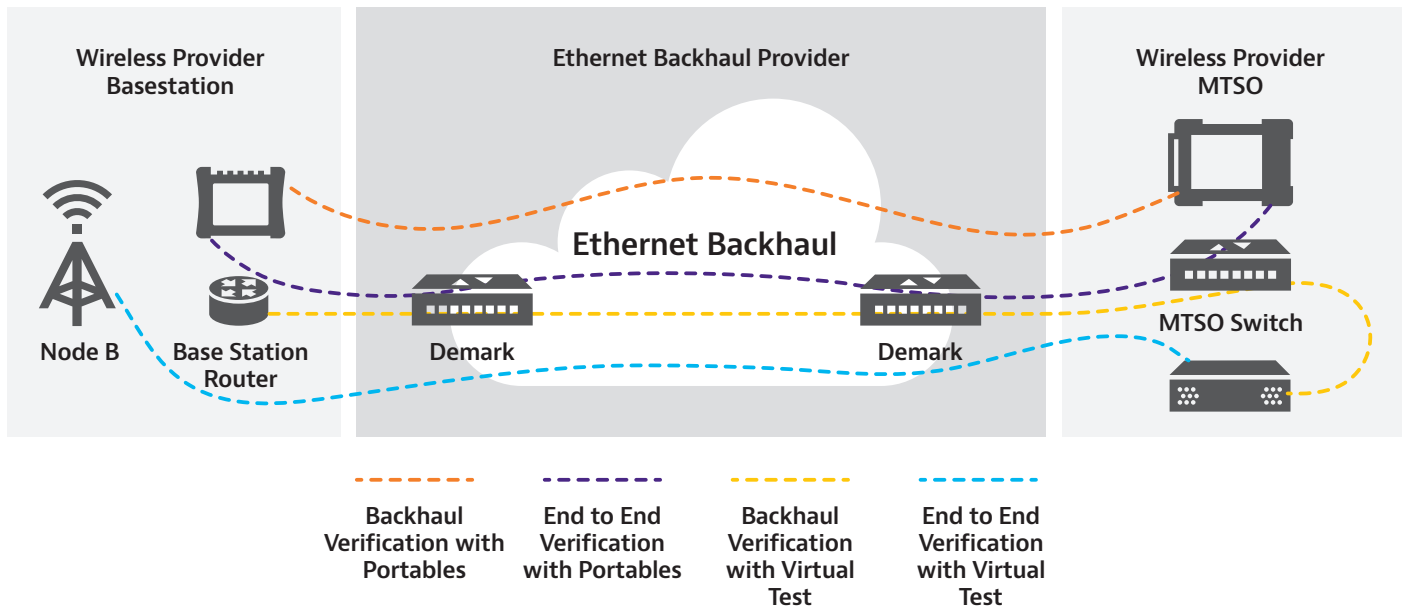 Wireless Provider
Basestation
Ethernet Backhaul Provider
Wireless Provider
MTSO
Ethernet Backhaul
Node B
Base Station
Router
Demark
Demark
MTSO Switch
Backhaul
Verification with
Portables
End to End
Verification
with Portables
Backhaul
Verification
with Virtual
Test
End to End
Verification
with Virtual
Test